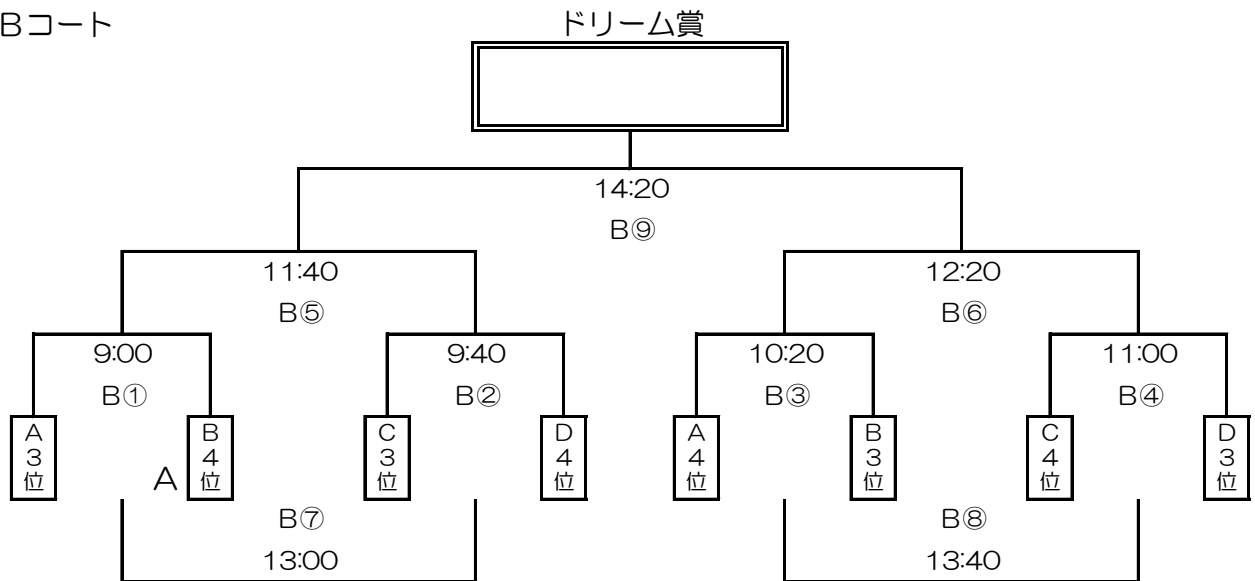 Bコート
ドリーム賞
14:20
B⑨
11:40
12:20
B⑤
B⑥
9:00
9:40
10:20
11:00
B①
B②
B③
B④
A3位
A
B4位
C3位
D4位
A4位
B3位
C4位
D3位
B⑦
B⑧
13:00
13:40